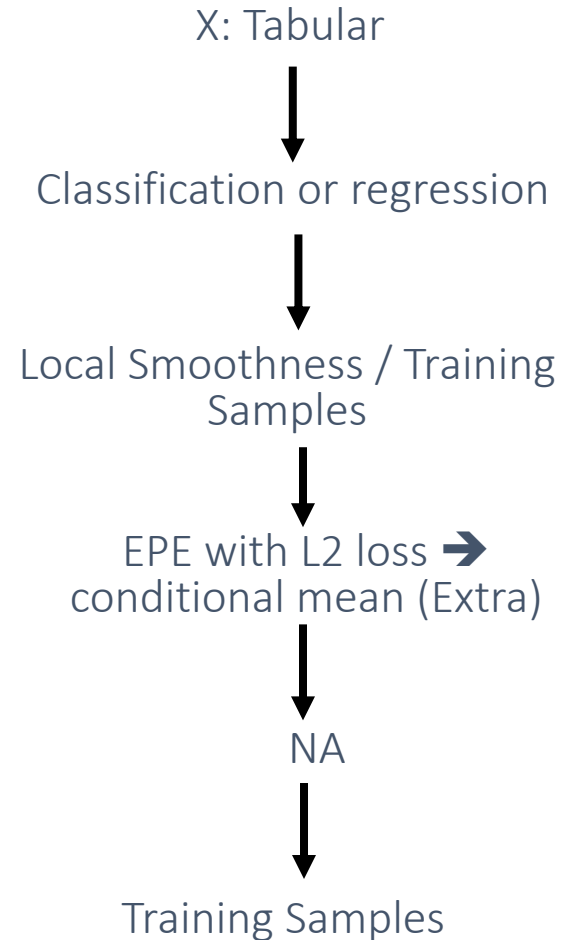 X: Tabular
Classification or regression
Local Smoothness / Training
Samples
EPE with L2 loss ➔
conditional mean (Extra)
NA
Training Samples